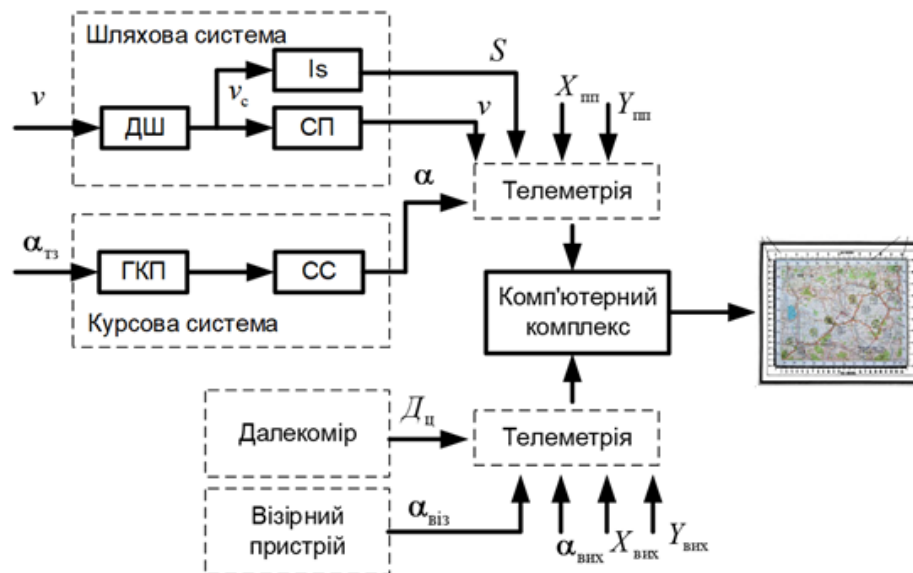 Шляхова система
Is
S
v
v с
ДШ
СП
v
X пп
Y пп
Телеметрія
α
α тз
ГКП
СС
Курсова система
Комп'ютерний
комплекс
Далекомір
Д ц
Телеметрія
Візірний
пристрій
α віз
α вих
X вих
Y вих